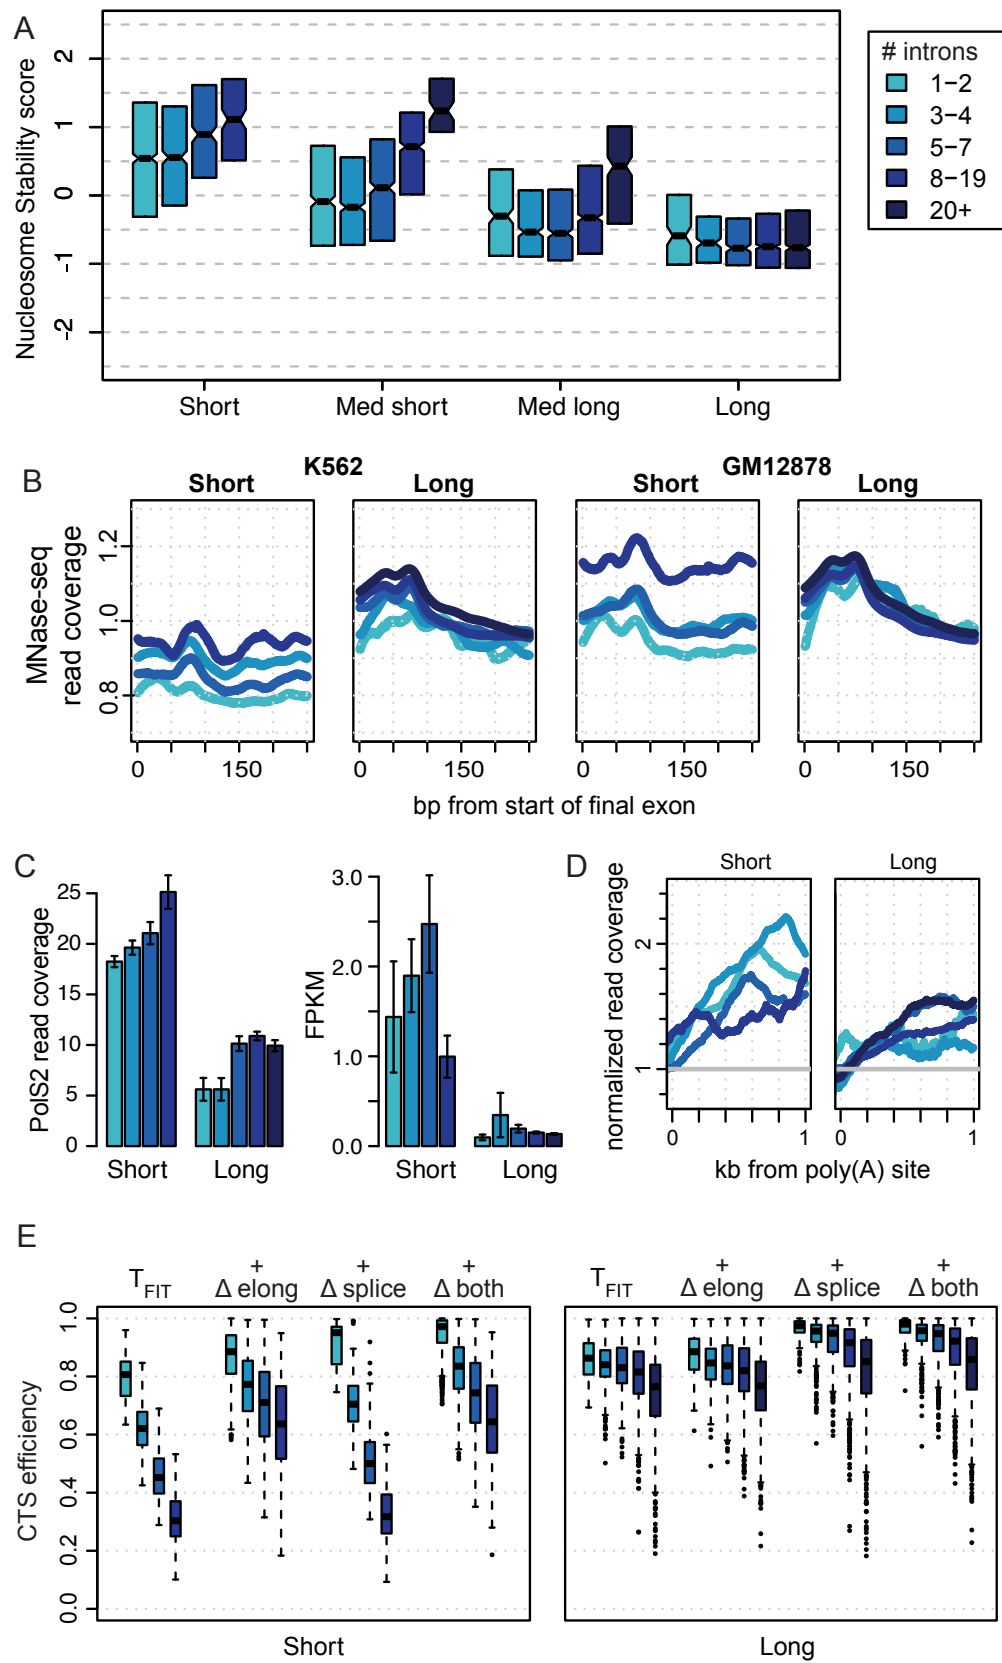 A
Nucleosome Stability score
2
1
0
-1
-2
Short
Med short
Med long
Long
# introns
1−2
3−4
5−7
8−19
20+
B
K562
GM12878
Short
Long
Short
Long
MNase-seq
read coverage
1.2
1.0
0.8
0
150
0
150
0
150
0
150
bp from start of final exon
C
PolS2 read coverage
25
20
15
10
5
0
Short
Long
FPKM
3.0
2.0
1.0
0.0
Short
Long
D
Short
Long
normalized read coverage
2
1
0
1
0
1
kb from poly(A) site
E
CTS efficiency
T FIT
+
Δ elong
+
Δ splice
+
Δ both
T FIT
+
Δ elong
+
Δ splice
+
Δ both
1.0
0.8
0.6
0.4
0.2
0.0
Short
Long